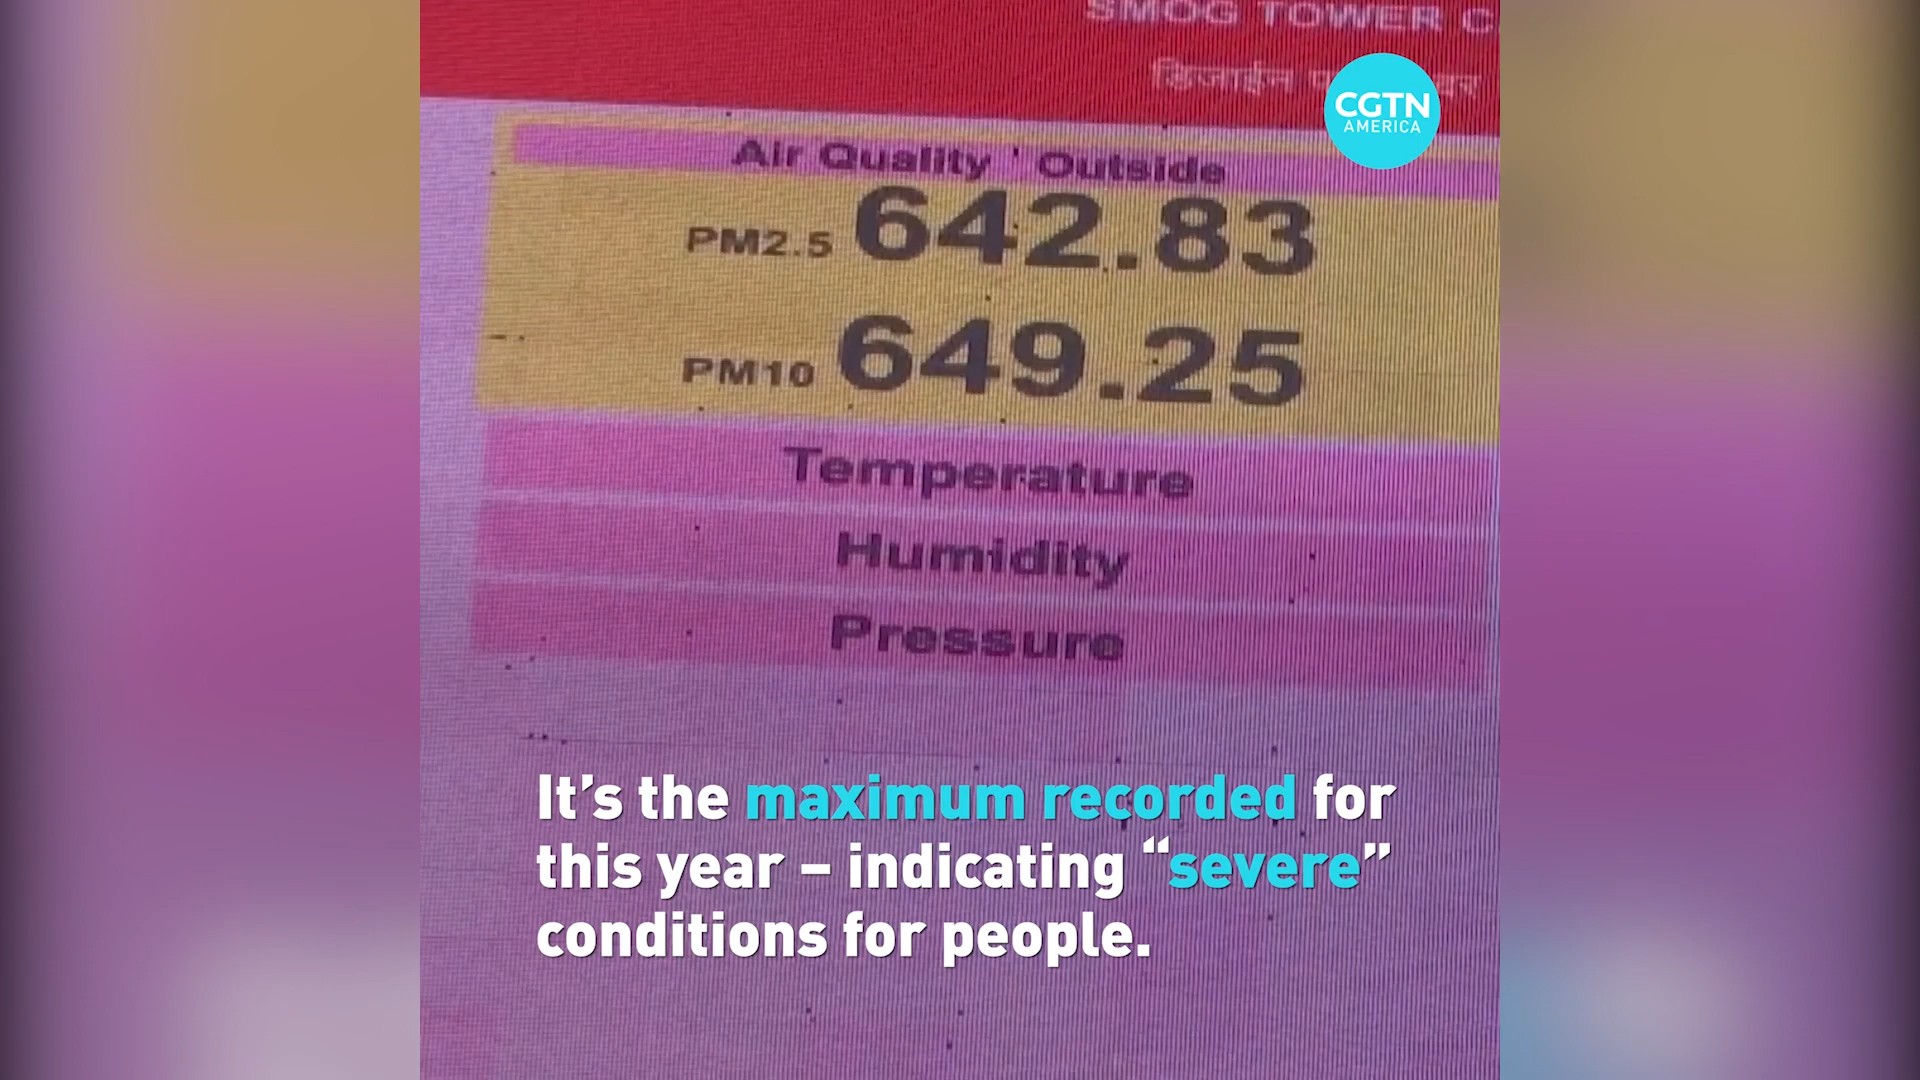 SMOG TOWER
डिजाईन
CGTN
AMERICA
Air Quality ' Outside
PM2.5 642.83
PM10 649.25
Temperature
Humidity
Pressure
It’s the maximum recorded for
this year – indicating “severe”
conditions for people.